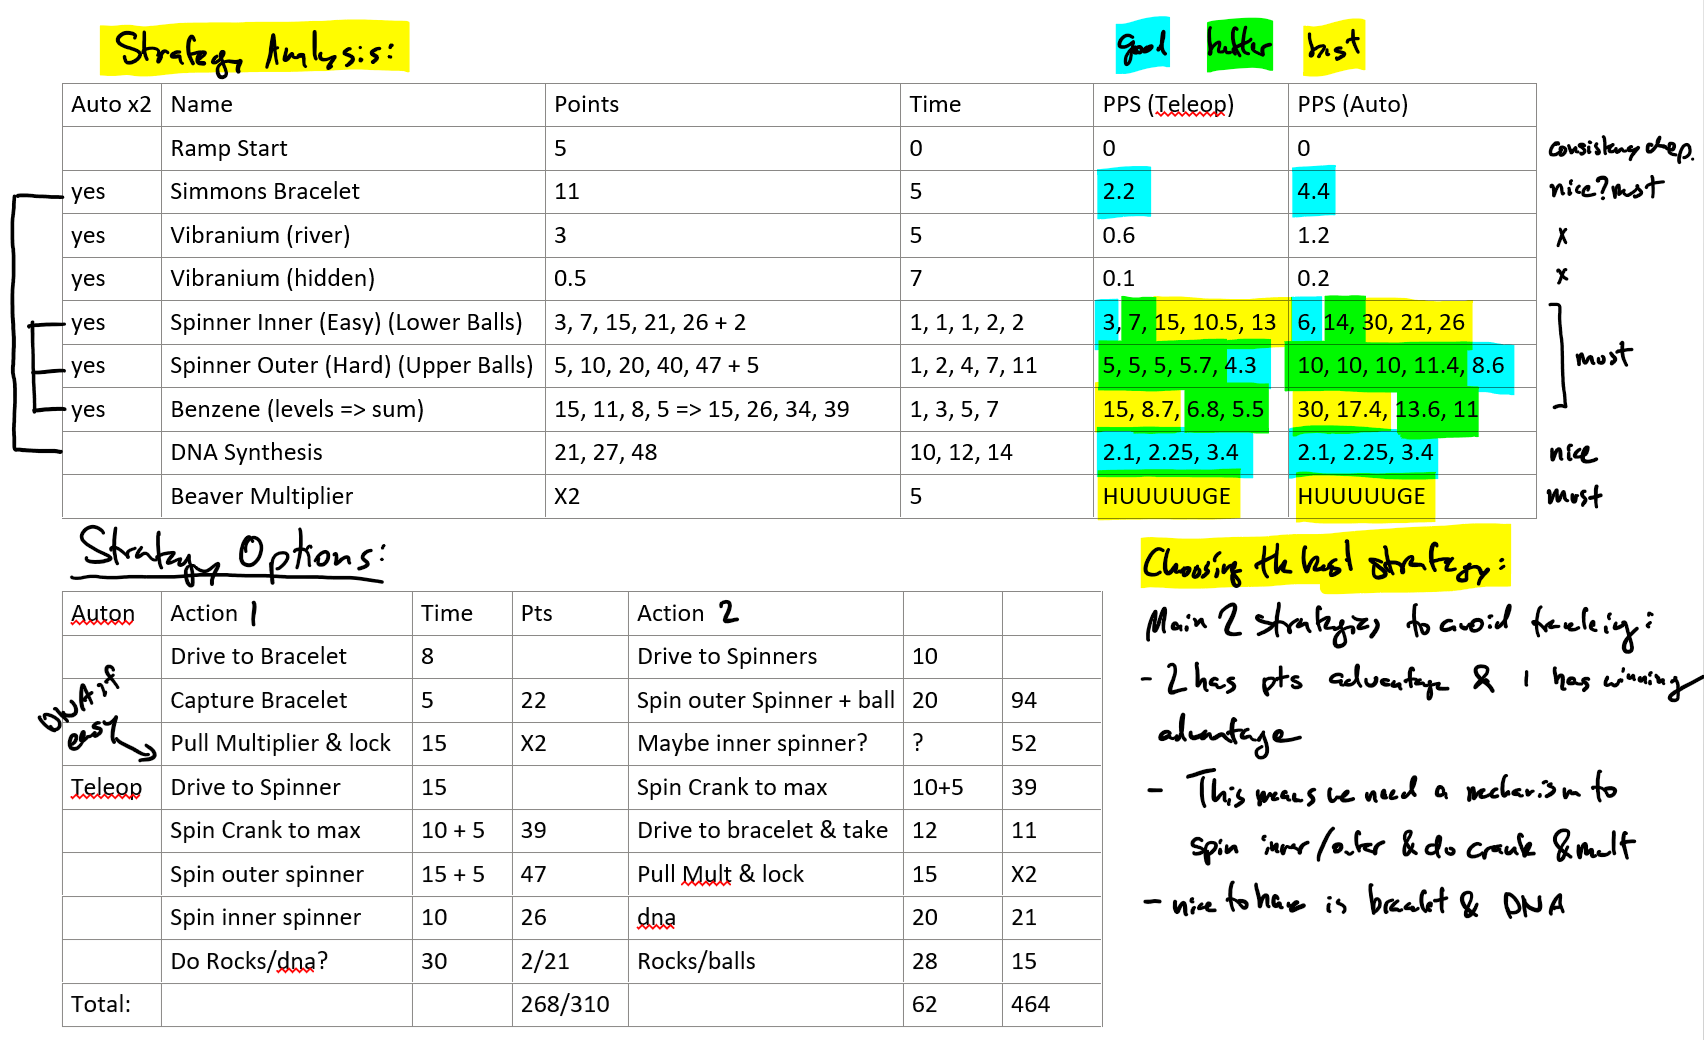 Strategy Analysis:
good better best
Auto x2 Name Points Time PPS (Teleop) PPS (Auto)
Ramp Start 5 0 0 0 consistency dep.
yes Simmons Bracelet 11 5 2.2 4.4 nice? must
yes Vibranium (river) 3 5 0.6 1.2 x
yes Vibranium (hidden) 0.5 7 0.1 0.2 x
yes Spinner Inner (Easy) (Lower Balls) 3, 7, 15, 21, 26 + 2 1, 1, 1, 2, 2 3, 7, 15, 10.5, 13 6, 14, 30, 21, 26
yes Spinner Outer (Hard) (Upper Balls) 5, 10, 20, 40, 47 + 5 1, 2, 4, 7, 11 5, 5, 5, 5.7, 4.3 10, 10, 10, 11.4, 8.6 must
yes Benzene (levels => sum) 15, 11, 8, 5 => 15, 26, 34, 39 1, 3, 5, 7 15, 8.7, 6.8, 5.5 30, 17.4, 13.6, 11
DNA Synthesis 21, 27, 48 10, 12, 14 2.1, 2.25, 3.4 2.1, 2.25, 3.4 nice
Beaver Multiplier X2 5 HUUUUUGE HUUUUUGE must
Strategy Options:
Auton Action 1 Time Pts Action 2
Drive to Bracelet 8 Drive to Spinners 10
Capture Bracelet 5 22 Spin outer Spinner + ball 20 94
DNA if
easy
Pull Multiplier & lock 15 X2 Maybe inner spinner? ? 52
Teleop Drive to Spinner 15 Spin Crank to max 10+5 39
Spin Crank to max 10 + 5 39 Drive to bracelet & take 12 11
Spin outer spinner 15 + 5 47 Pull Mult & lock 15 X2
Spin inner spinner 10 26 dna 20 21
Do Rocks/dna? 30 2/21 Rocks/balls 28 15
Total: 268/310 62 464
Choosing the best strategy:
Main 2 strategies to avoid
- 2 has pts advantage & 1 has winning
advantage
- This means we need a mechanism to
spin inner/outer & do crank & mult
- nice to have is bracelet & DNA